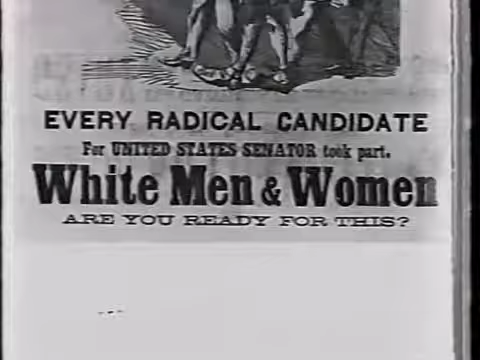 EVERY RADICAL CANDIDATE
For UNITED STATES SENATOR took part.
White Men & Women
ARE YOU READY FOR THIS?